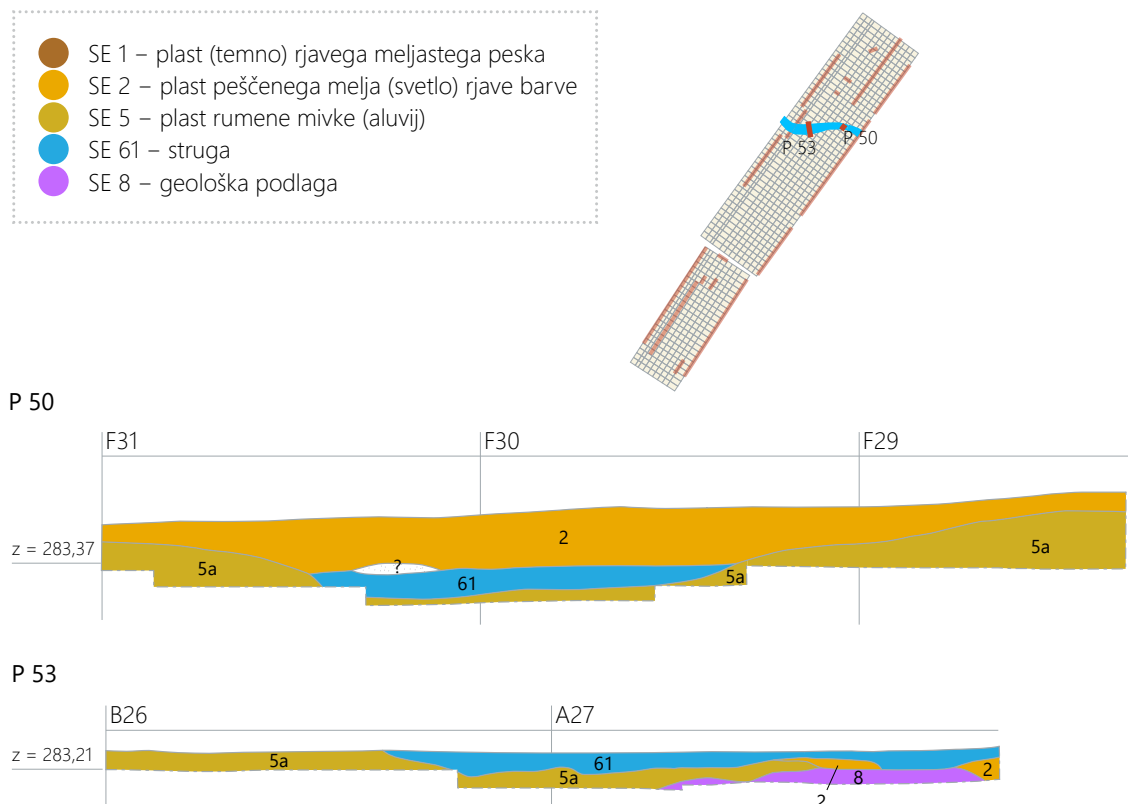 SE 1 – plast (temno) rjavega meljastega peska
SE 2 – plast peščenega melja (svetlo) rjave barve
SE 5 – plast rumene mivke (aluvij)
SE 61 – struga
SE 8 – geološka podlaga
P 53
P 50
P 50
F31
F30
F29
z = 283,37
2
5a
?
61
5a
5a
P 53
B26
A27
z = 283,21
5a
61
5a
8
2
2